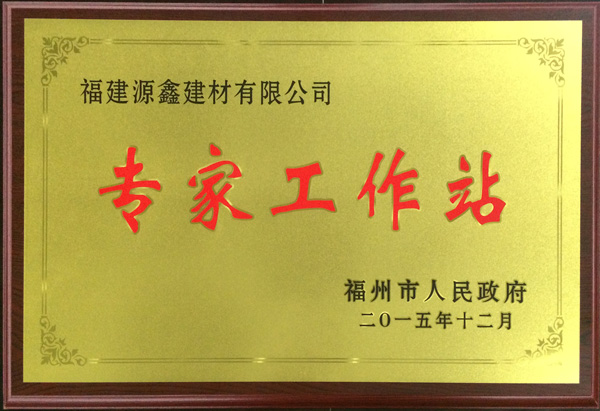 福建源鑫建材有限公司
专家工作站
福州市人民政府
二〇一五年十二月